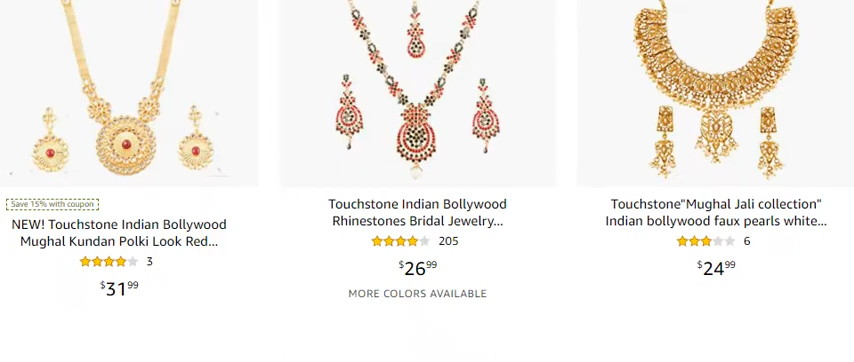 Save 15% with coupon
NEW! Touchstone Indian Bollywood
Mughal Kundan Polki Look Red...
3
$31.99
Touchstone Indian Bollywood
Rhinestones Bridal Jewelry...
205
$26.99
MORE COLORS AVAILABLE
Touchstone"Mughal Jali collection"
Indian bollywood faux pearls white...
6
$24.99